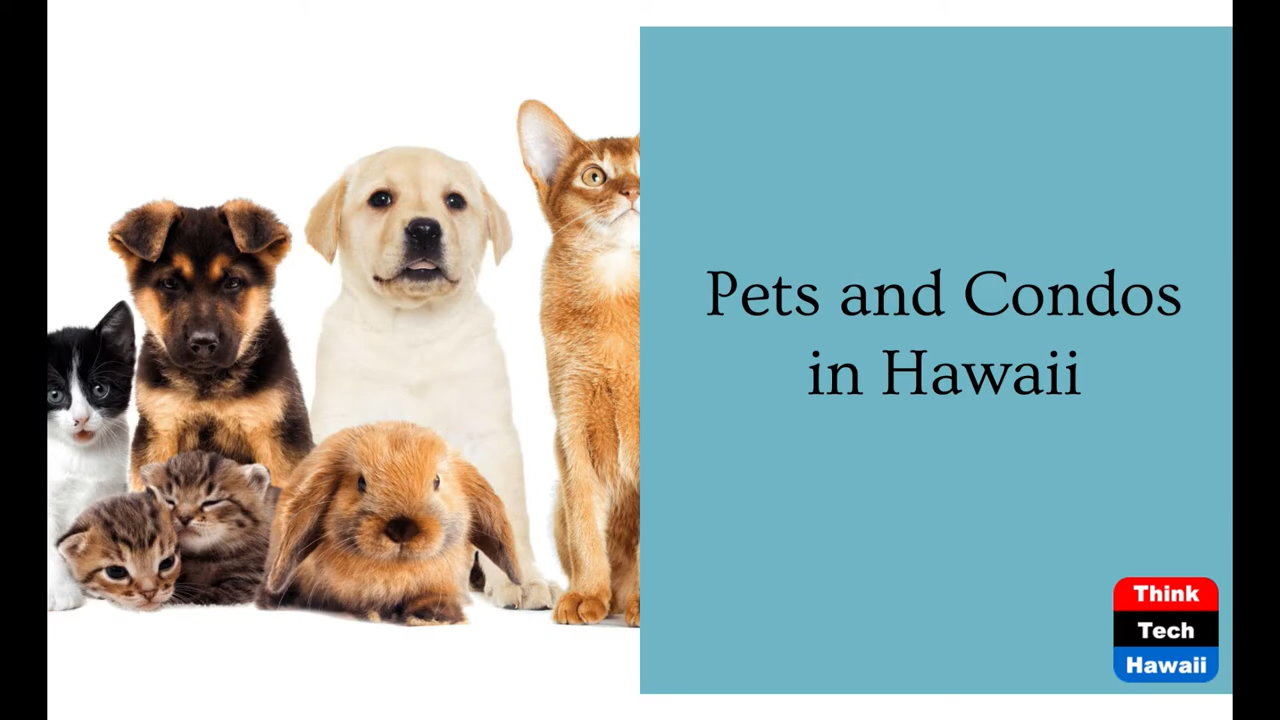 Pets and Condos
in Hawaii
Think
Tech
Hawaii